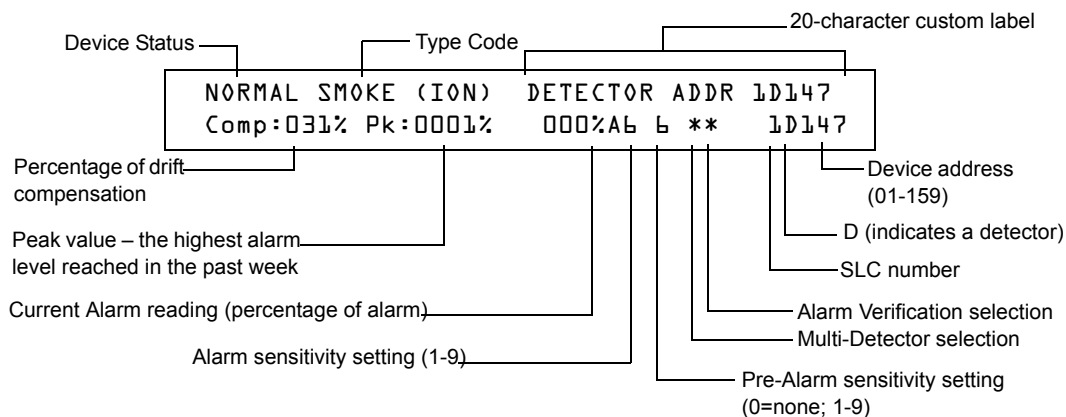 20-character custom label
Device Status
Type Code
NORMAL SMOKE (ION) DETECTOR ADDR 1D147
Comp:031% Pk:0001% 000%A6 6 ** 1D147
Percentage of drift
compensation
Device address
(01-159)
Peak value – the highest alarm
level reached in the past week
D (indicates a detector)
SLC number
Current Alarm reading (percentage of alarm)
Alarm Verification selection
Multi-Detector selection
Alarm sensitivity setting (1-9)
Pre-Alarm sensitivity setting
(0=none; 1-9)